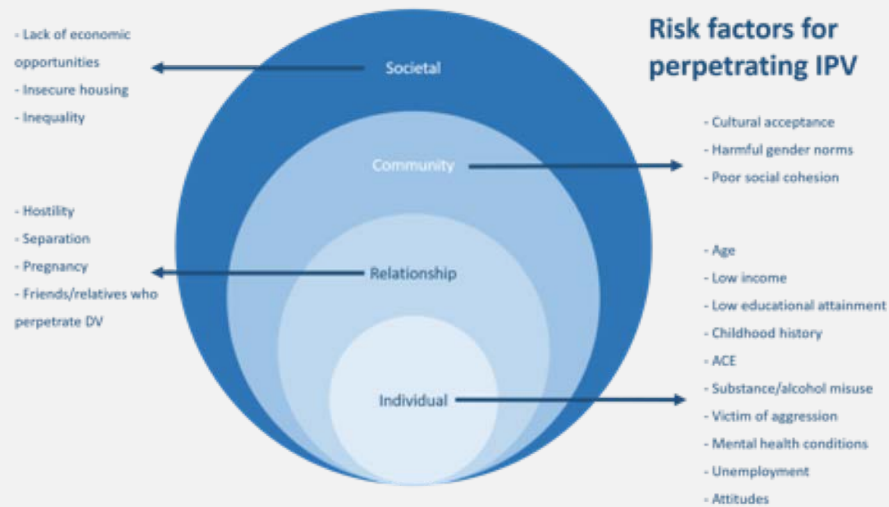 Risk factors for
perpetrating IPV
- Lack of economic
opportunities
- Insecure housing
- Inequality
Societal
- Cultural acceptance
- Harmful gender norms
- Poor social cohesion
Community
- Hostility
- Separation
- Pregnancy
- Friends/relatives who
perpetrate DV
Relationship
- Age
- Low income
- Low educational attainment
- Childhood history
- ACE
- Substance/alcohol misuse
- Victim of aggression
- Mental health conditions
- Unemployment
- Attitudes
Individual